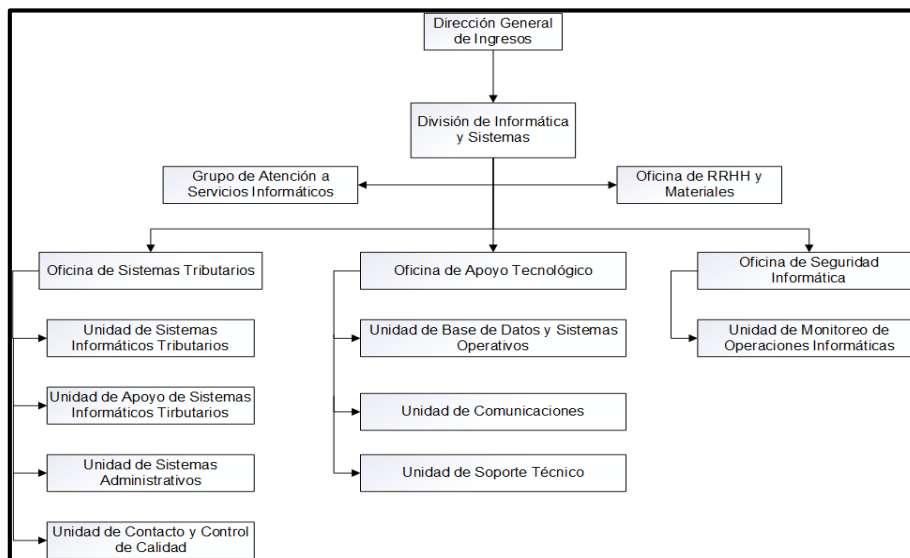 Dirección General
de Ingresos
División de Informática
y Sistemas
Grupo de Atención a
Servicios Informáticos
Oficina de RRHH y
Materiales
Oficina de Sistemas Tributarios
Oficina de Apoyo Tecnológico
Oficina de Seguridad
Informática
Unidad de Sistemas
Informáticos Tributarios
Unidad de Base de Datos y Sistemas
Operativos
Unidad de Monitoreo de
Operaciones Informáticas
Unidad de Apoyo de Sistemas
Informáticos Tirbutarios
Unidad de Comunicaciones
Unidad de Sistemas
Administrativos
Unidad de Soporte Técnico
Unidad de Contacto y Control
de Calidad